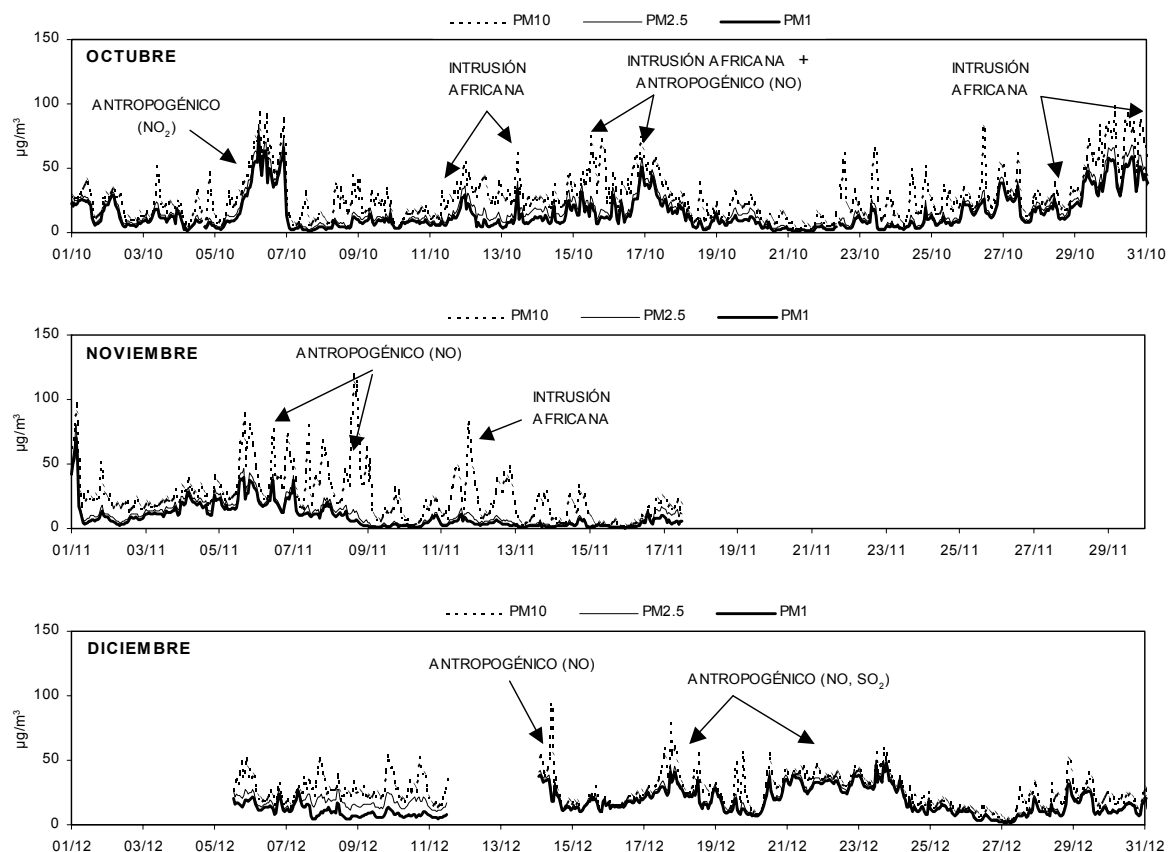 PM10 PM2.5 PM1
150
100
50
0
µg/m³
OCTUBRE
ANTROPOGÉNICO
(NO₂)
INTRUSIÓN
AFRICANA
INTRUSIÓN AFRICANA +
ANTROPOGÉNICO (NO)
INTRUSIÓN
AFRICANA
01/10 03/10 05/10 07/10 09/10 11/10 13/10 15/10 17/10 19/10 21/10 23/10 25/10 27/10 29/10 31/10
PM10 PM2.5 PM1
150
100
50
0
µg/m³
NOVIEMBRE
ANTROPOGÉNICO (NO)
INTRUSIÓN
AFRICANA
01/11 03/11 05/11 07/11 09/11 11/11 13/11 15/11 17/11 19/11 21/11 23/11 25/11 27/11 29/11
PM10 PM2.5 PM1
150
100
50
0
µg/m³
DICIEMBRE
ANTROPOGÉNICO (NO)
ANTROPOGÉNICO (NO, SO₂)
01/12 03/12 05/12 07/12 09/12 11/12 13/12 15/12 17/12 19/12 21/12 23/12 25/12 27/12 29/12 31/12